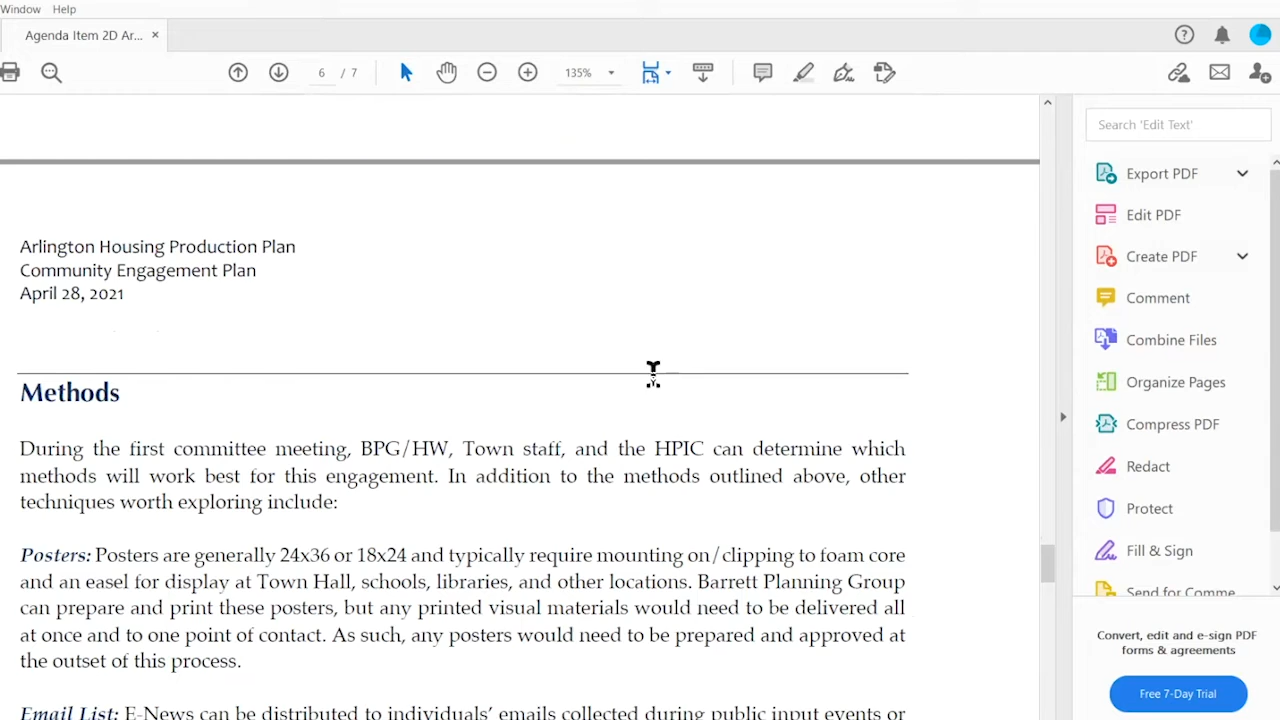 Window Help
Agenda Item 2D Ar... ×
6 / 7
135%
Search 'Edit Text'
Export PDF
Edit PDF
Create PDF
Comment
Combine Files
Organize Pages
Compress PDF
Redact
Protect
Fill & Sign
Send for Comme
Convert, edit and e-sign PDF
forms & agreements
Free 7-Day Trial
Arlington Housing Production Plan
Community Engagement Plan
April 28, 2021
Methods
During the first committee meeting, BPG/HW, Town staff, and the HPIC can determine which
methods will work best for this engagement. In addition to the methods outlined above, other
techniques worth exploring include:
Posters: Posters are generally 24x36 or 18x24 and typically require mounting on/clipping to foam core
and an easel for display at Town Hall, schools, libraries, and other locations. Barrett Planning Group
can prepare and print these posters, but any printed visual materials would need to be delivered all
at once and to one point of contact. As such, any posters would need to be prepared and approved at
the outset of this process.
Email List: E-News can be distributed to individuals' emails collected during public input events or